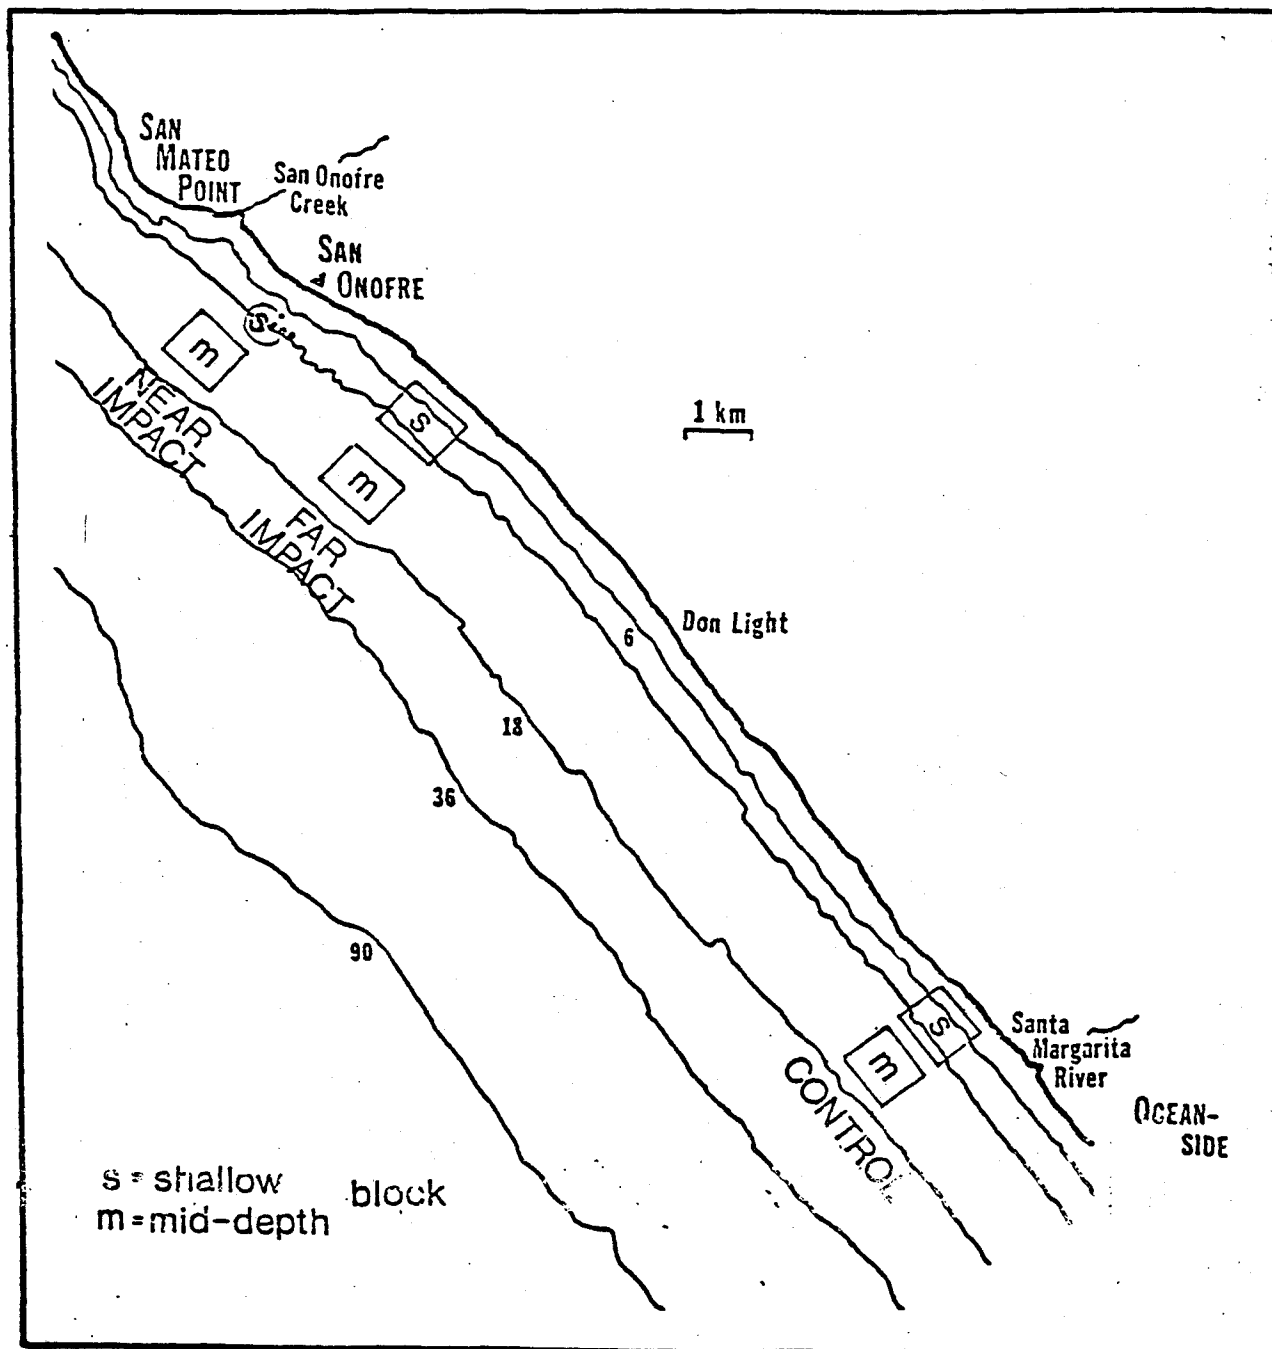 SAN
MATEO
POINT
San Onofre
Creek
SAN
ONOFRE
m
s
m
NEAR
IMPACT
FAR
IMPACT
1 km
Don Light
6
18
36
90
s
m
CONTROL
Santa
Margarita
River
OCEAN-
SIDE
s = shallow
m = mid-depth
block